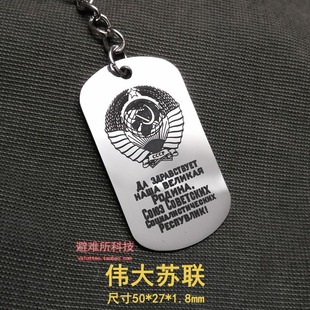 СССР
ДА ЗДРАВСТВУЕТ
НАША ВЕЛИКАЯ
РОДИНА,
СОЮЗ СОВЕТСКИХ
СОЦИАЛИСТИЧЕСКИХ
РЕСПУБЛИК!
避难所科技
伟大苏联
尺寸50*27*1.8mm